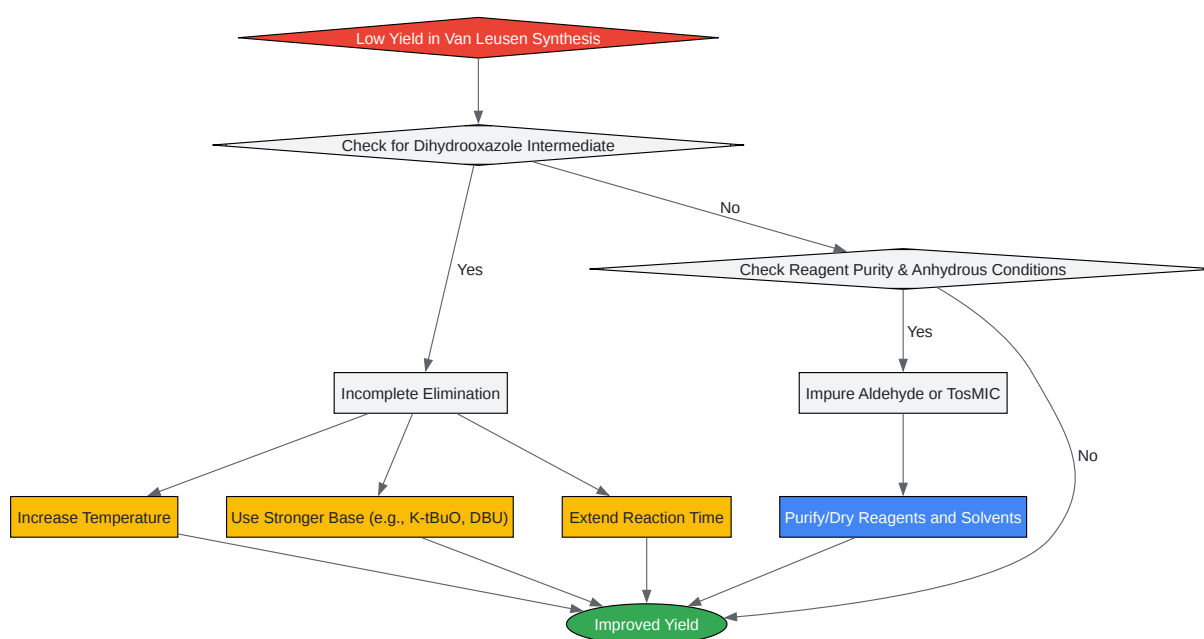 Low Yield in Van Leusen Synthesis
Check for Dihydrooxazole Intermediate
No
Yes
Check Reagent Purity & Anhydrous Conditions
Yes
Incomplete Elimination
Impure Aldehyde or TosMIC
No
Increase Temperature
Use Stronger Base (e.g., K-tBuO, DBU)
Extend Reaction Time
Purify/Dry Reagents and Solvents
Improved Yield